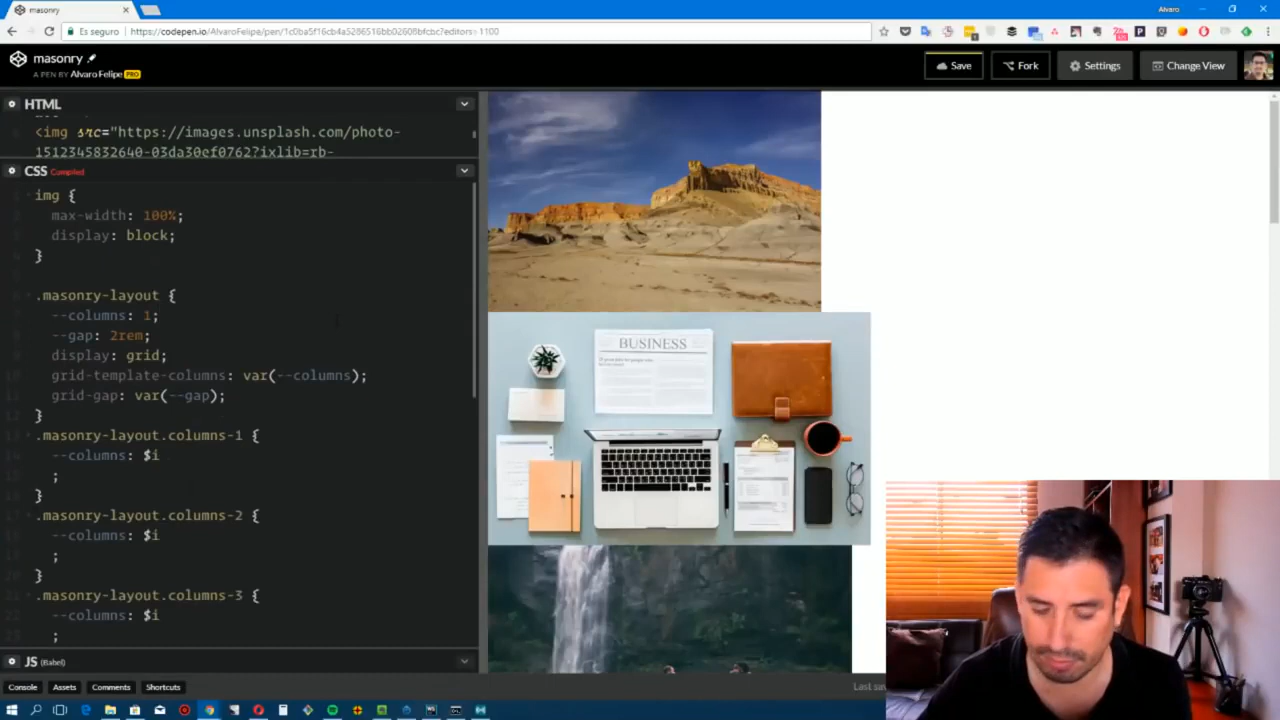 masonry
Alvaro
Es seguro
https://codepen.io/AlvaroFelipe/pen/1c0ba5f16cb4a5286516bb02608bfcbc?editors=1100
masonry
A PEN BY Alvaro Felipe PRO
Save
Fork
Settings
Change View
HTML
<img src="https://images.unsplash.com/photo-
1512345832640-03da30ef0762?ixlib=rb-
CSS Compiled
img {
max-width: 100%;
display: block;
}
.masonry-layout {
--columns: 1;
--gap: 2rem;
display: grid;
grid-template-columns: var(--columns);
grid-gap: var(--gap);
}
.masonry-layout.columns-1 {
--columns: $i
;
}
.masonry-layout.columns-2 {
--columns: $i
;
}
.masonry-layout.columns-3 {
--columns: $i
;
JS (Babel)
Console
Assets
Comments
Shortcuts
BUSINESS